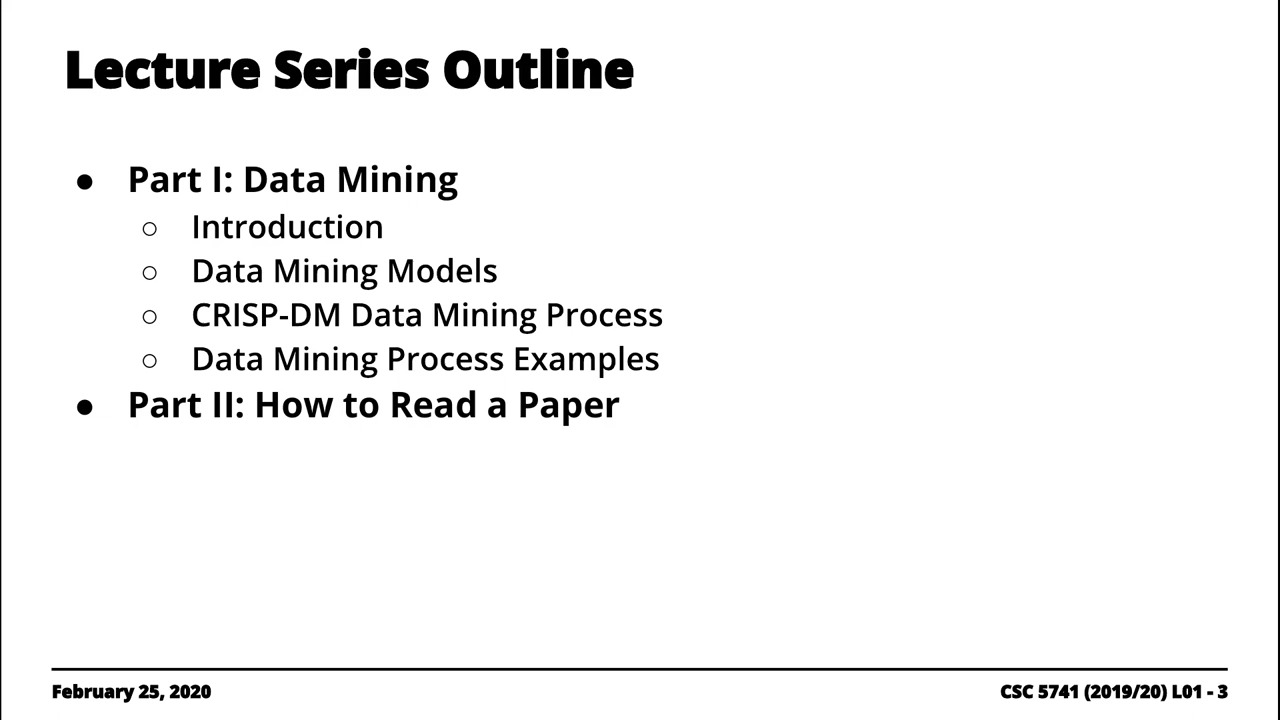 Lecture Series Outline
● Part I: Data Mining
○ Introduction
○ Data Mining Models
○ CRISP-DM Data Mining Process
○ Data Mining Process Examples
● Part II: How to Read a Paper
February 25, 2020
CSC 5741 (2019/20) L01 - 3